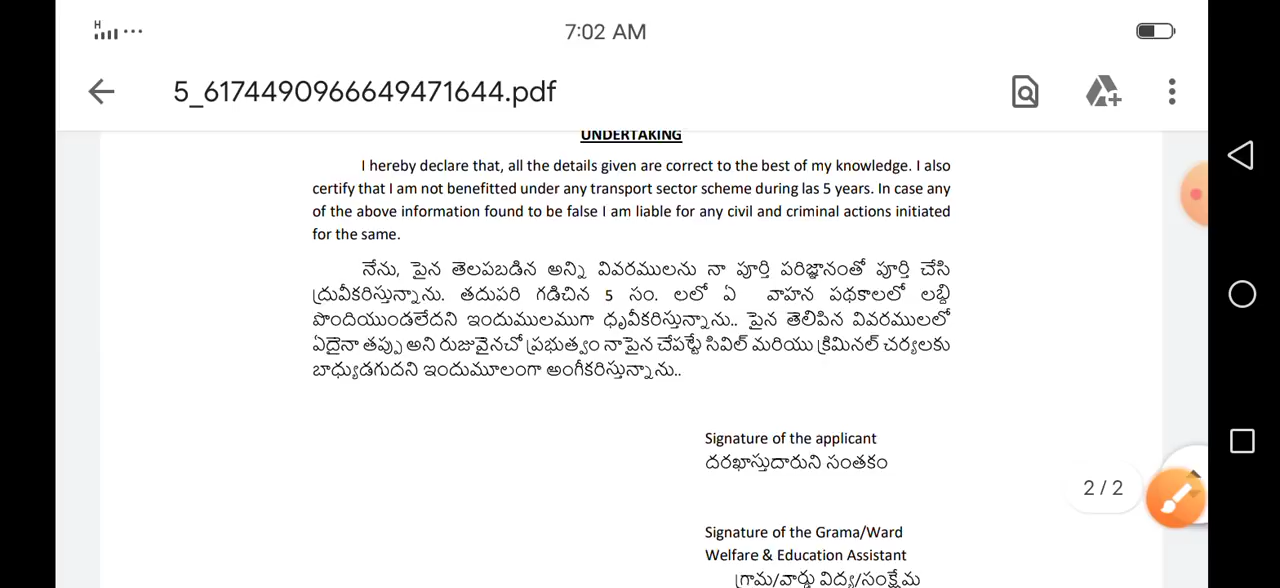 H
7:02 AM
5_6174490966649471644.pdf
UNDERTAKING
I hereby declare that, all the details given are correct to the best of my knowledge. I also
certify that I am not benefitted under any transport sector scheme during las 5 years. In case any
of the above information found to be false I am liable for any civil and criminal actions initiated
for the same.
నేను, పైన తెలపబడిన అన్ని వివరములను నా పూర్తి పరిజ్ఞానంతో పూర్తి చేసి
ద్రువీకరిస్తున్నాను. తదుపరి గడిచిన 5 సం. లలో ఏ వాహన పథకాలలో లబ్ది
పొందియుండలేదని ఇందుములముగా ధృవీకరిస్తున్నాను.. పైన తెలిపిన వివరములలో
ఏదైనా తప్పు అని రుజువైనచో ప్రభుత్వం నాపైన చేపట్టే సివిల్ మరియు క్రిమినల్ చర్యలకు
బాధ్యుడగుదని ఇందుమూలంగా అంగీకరిస్తున్నాను..
Signature of the applicant
దరఖాస్తుదారుని సంతకం
2 / 2
Signature of the Grama/Ward
Welfare & Education Assistant
గ్రామ/వార్డు విద్య/సంక్షేమ